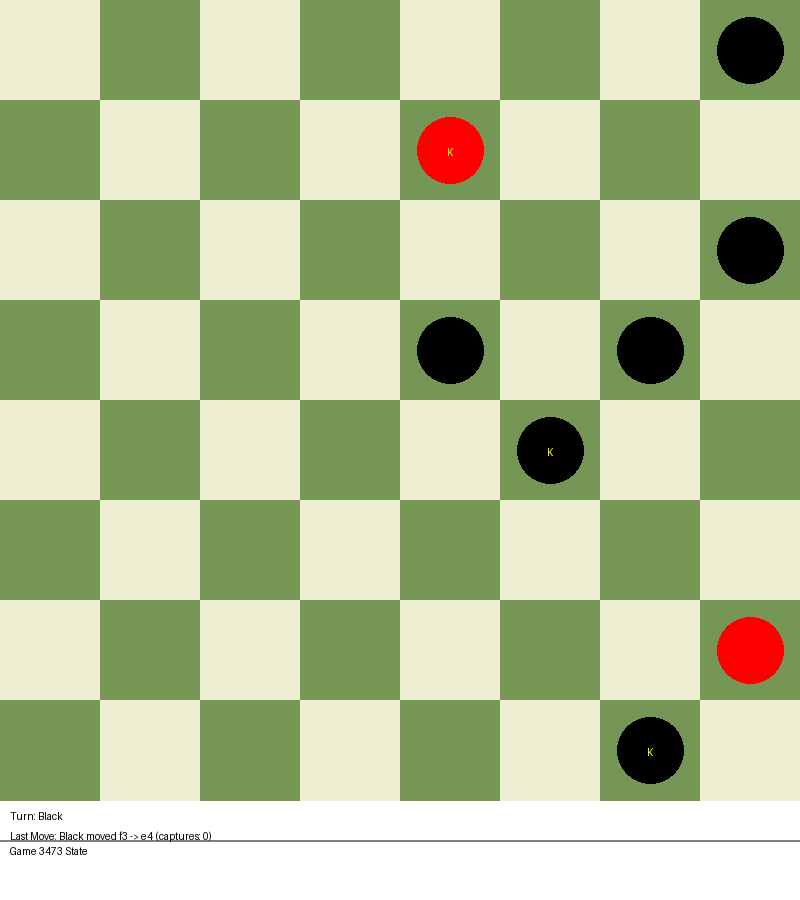 K
K
K
Turn: Black
Last Move: Black moved f3 -> e4 (captures: 0)
Game 3473 State